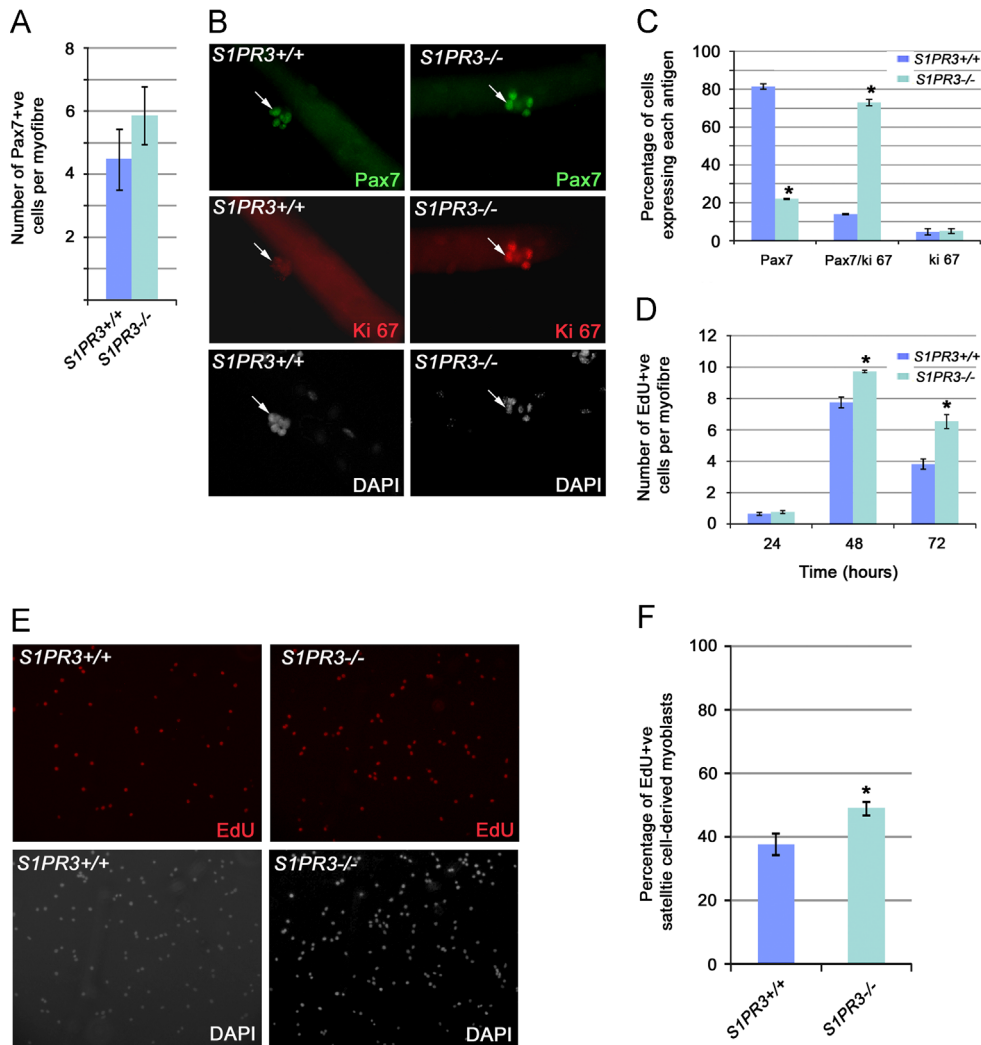 A
Number of Pax7+ve
cells per myofibre
8
6
4
2
S1PR3+/+
S1PR3-/-
B
S1PR3+/+
S1PR3-/-
Pax7
Pax7
S1PR3+/+
S1PR3-/-
Ki 67
Ki 67
S1PR3+/+
S1PR3-/-
DAPI
DAPI
C
Percentage of cells
expressing each antigen
100
80
60
40
20
0
S1PR3+/+
S1PR3-/-
*
*
Pax7
Pax7/ki 67
ki 67
D
Number of EdU+ve
cells per myofibre
12
10
8
6
4
2
0
S1PR3+/+
S1PR3-/-
*
*
24
48
72
Time (hours)
E
S1PR3+/+
S1PR3-/-
EdU
EdU
S1PR3+/+
S1PR3-/-
DAPI
DAPI
F
Percentage of EdU+ve
satelltie cell-derived myoblasts
100
80
60
40
20
0
*
S1PR3+/+
S1PR3-/-